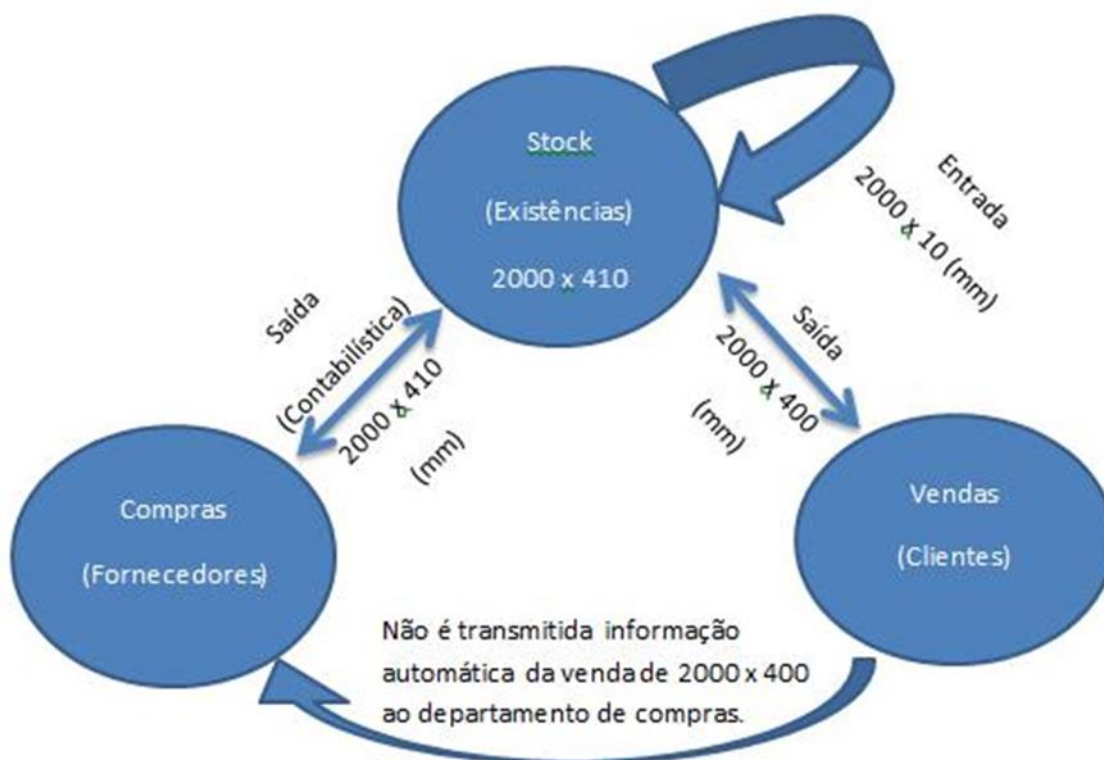 Stock
(Existências)
2000 x 410
Entrada
2000 x 10 (mm)
Saída
(Contabilística)
2000 x 410
(mm)
Saída
2000 x 400
(mm)
Compras
(Fornecedores)
Vendas
(Clientes)
Não é transmitida informação
automática da venda de 2000 x 400
ao departamento de compras.